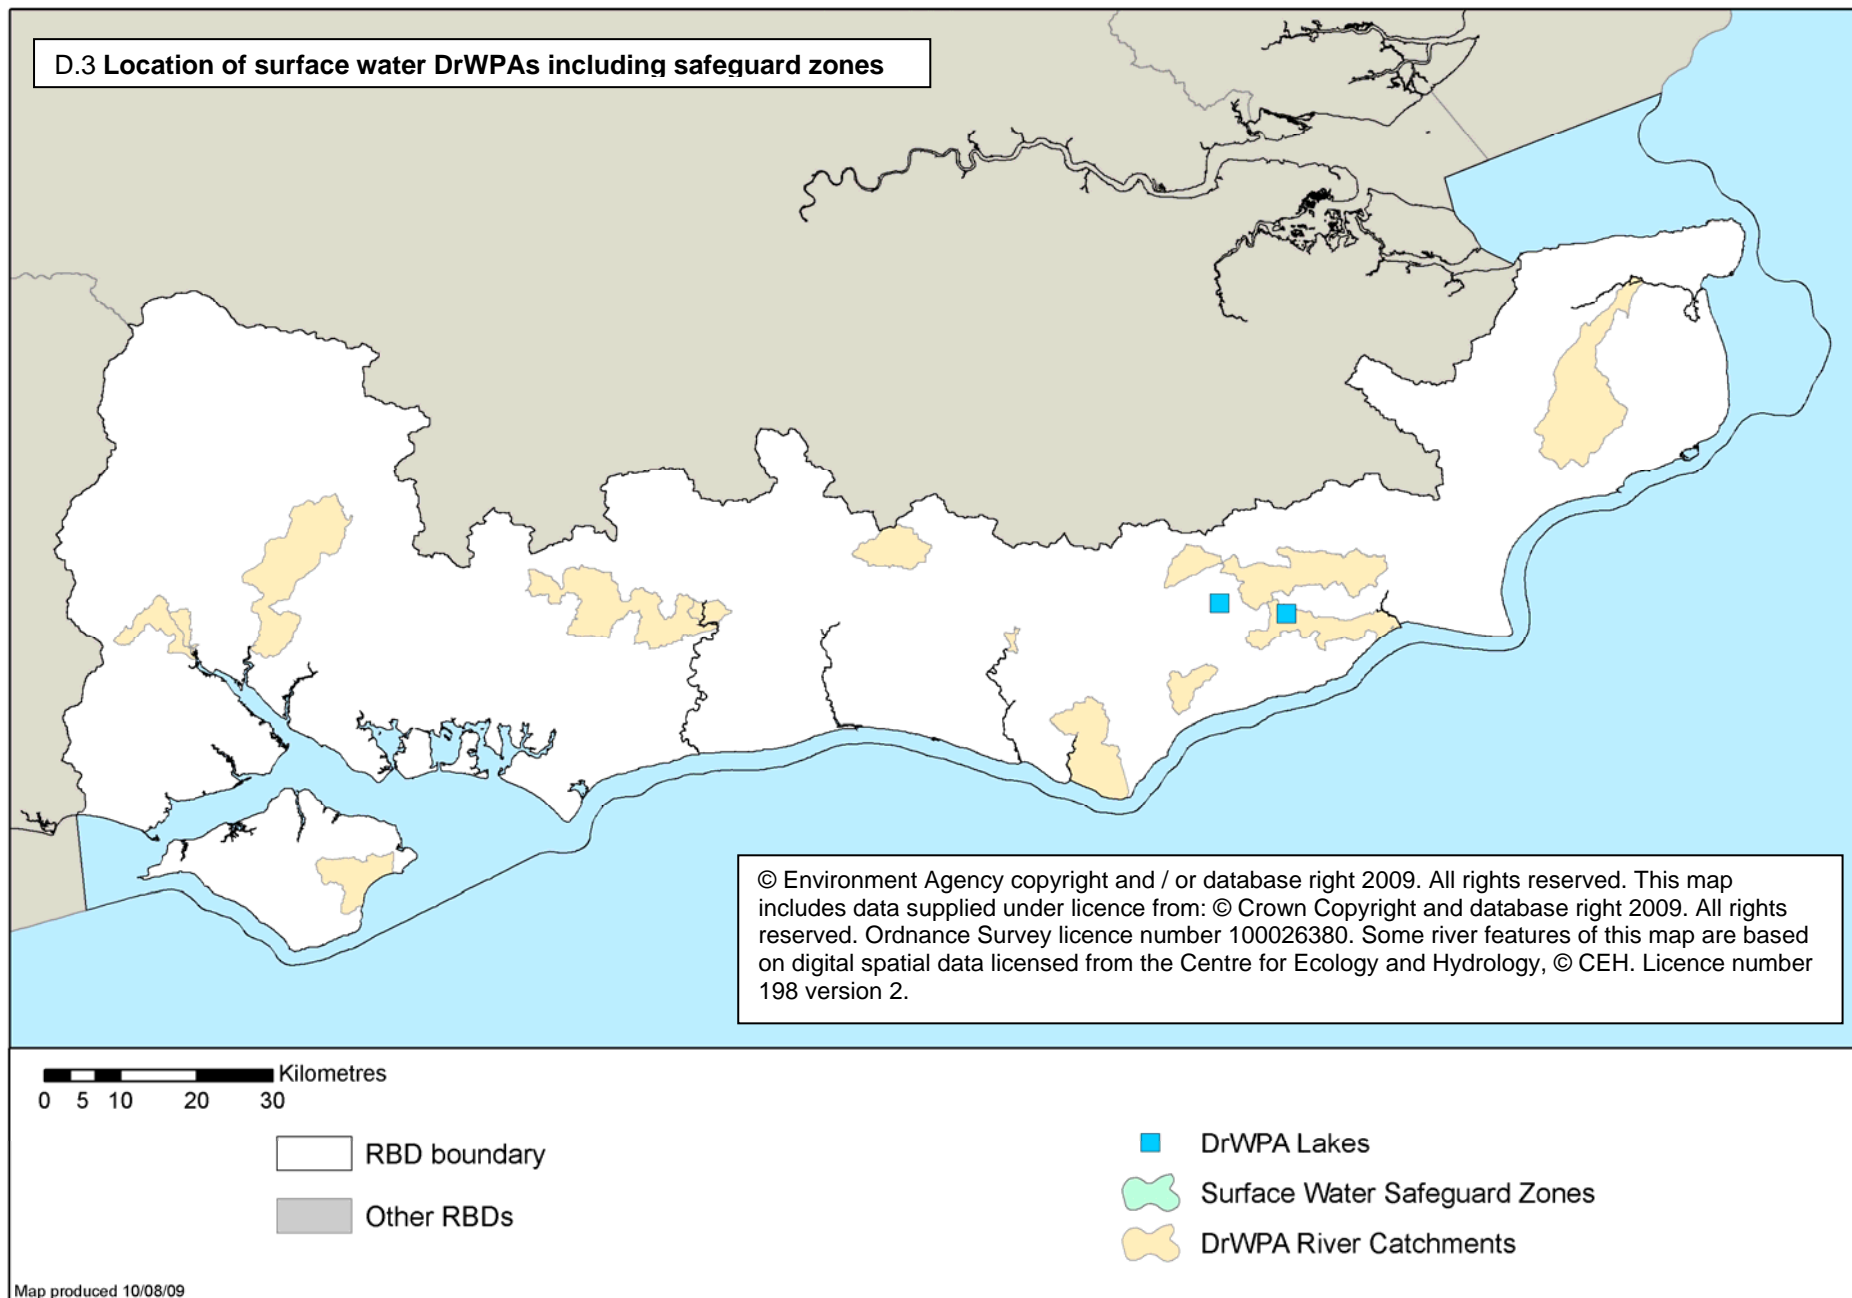 D.3 Location of surface water DrWPAs including safeguard zones
© Environment Agency copyright and / or database right 2009. All rights reserved. This map
includes data supplied under licence from: © Crown Copyright and database right 2009. All rights
reserved. Ordnance Survey licence number 100026380. Some river features of this map are based
on digital spatial data licensed from the Centre for Ecology and Hydrology, © CEH. Licence number
198 version 2.
Kilometres
0 5 10 20 30
RBD boundary
Other RBDs
DrWPA Lakes
Surface Water Safeguard Zones
DrWPA River Catchments
Map produced 10/08/09